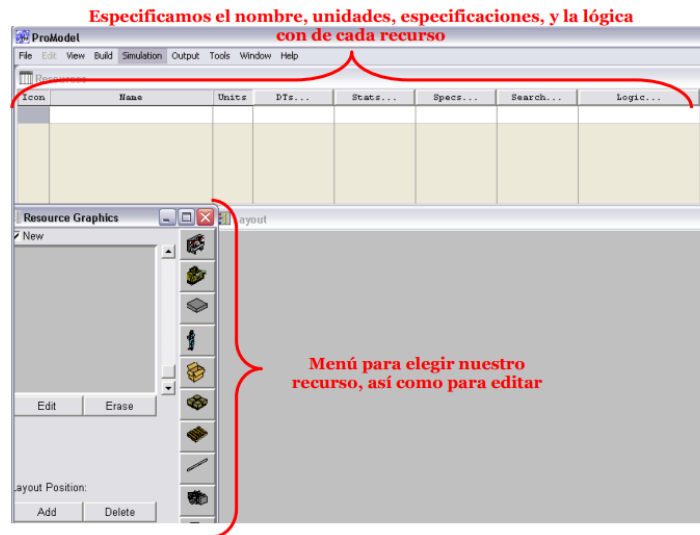 Especificamos el nombre, unidades, especificaciones, y la lógica
con de cada recurso
ProModel
File Edit View Build Simulation Output Tools Window Help
Resources
Icon Name Units DTs... Stats... Specs... Search... Logic...
Resource Graphics
Layout
New
Menú para elegir nuestro
recurso, así como para editar
Edit Erase
Layout Position:
Add Delete